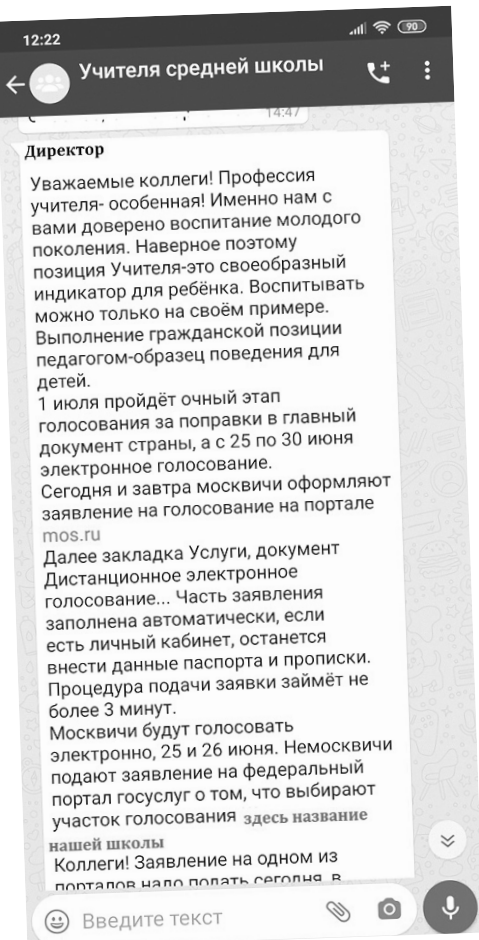 12:22
90
Учителя средней школы
14:47
Директор
Уважаемые коллеги! Профессия
учителя- особенная! Именно нам с
вами доверено воспитание молодого
поколения. Наверное поэтому
позиция Учителя-это своеобразный
индикатор для ребёнка. Воспитывать
можно только на своём примере.
Выполнение гражданской позиции
педагогом-образец поведения для
детей.
1 июля пройдёт очный этап
голосования за поправки в главный
документ страны, а с 25 по 30 июня
электронное голосование.
Сегодня и завтра москвичи оформляют
заявление на голосование на портале
mos.ru
Далее закладка Услуги, документ
Дистанционное электронное
голосование... Часть заявления
заполнена автоматически, если
есть личный кабинет, останется
внести данные паспорта и прописки.
Процедура подачи заявки займёт не
более 3 минут.
Москвичи будут голосовать
электронно, 25 и 26 июня. Немосквичи
подают заявление на федеральный
портал госуслуг о том, что выбирают
участок голосования здесь название
нашей школы
Коллеги! Заявление на одном из
порталов надо подать сегодня, в
Введите текст